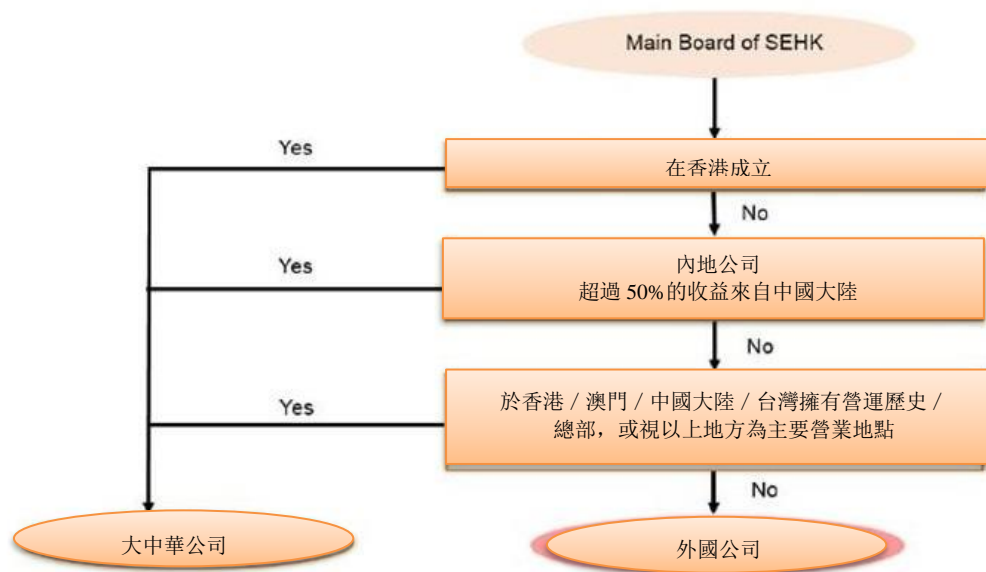 Main Board of SEHK
Yes
在香港成立
No
Yes
內地公司
超過 50%的收益來自中國大陸
No
Yes
於香港／澳門／中國大陸／台灣擁有營運歷史／
總部，或視以上地方為主要營業地點
No
大中華公司
外國公司